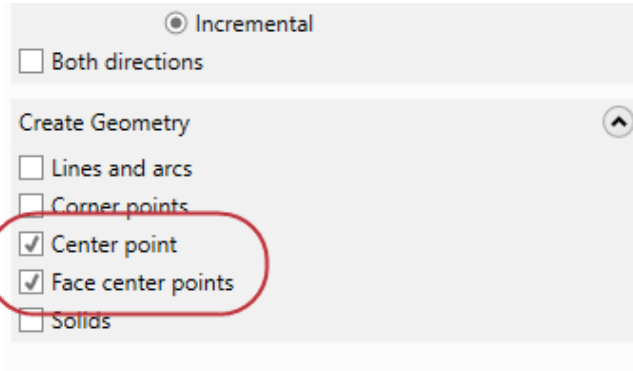 Incremental
Both directions
Create Geometry
Lines and arcs
Corner points
Center point
Face center points
Solids